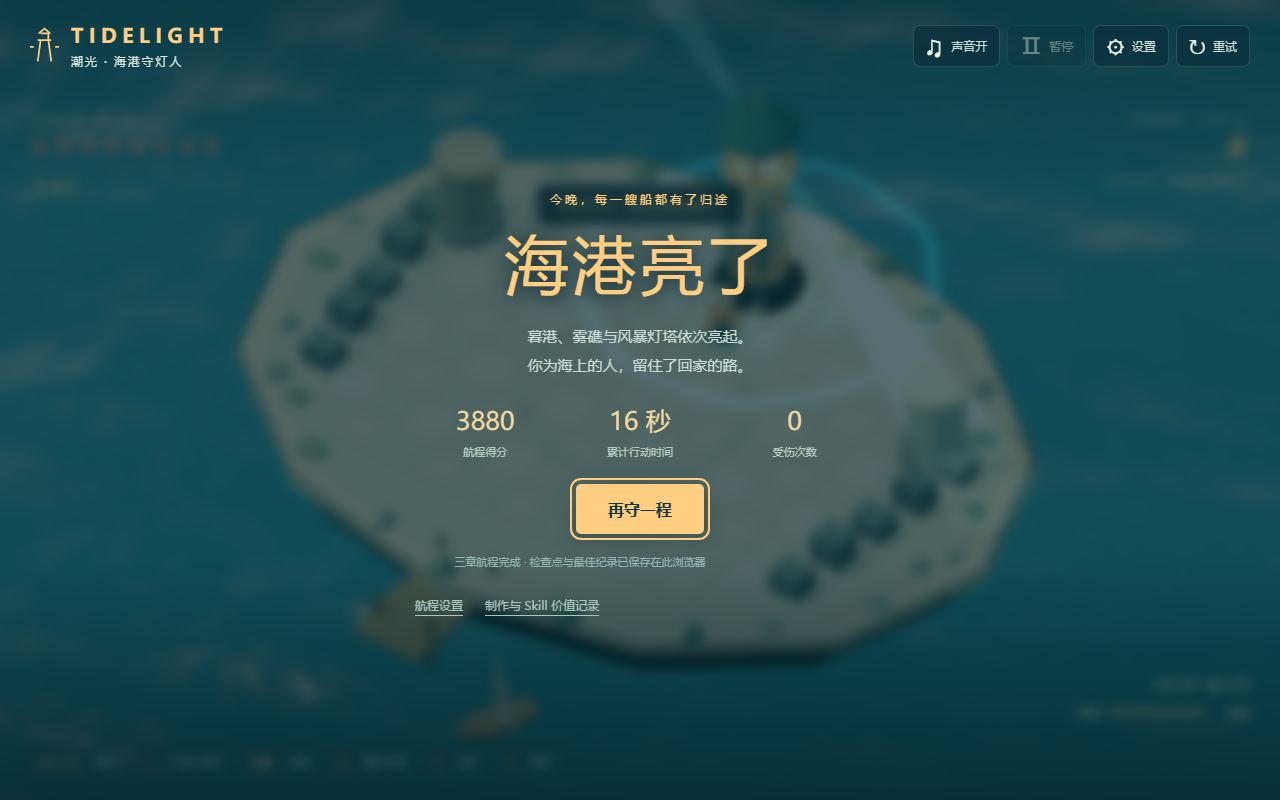 TIDELIGHT
潮光 · 海港守灯人
声音开
暂停
设置
重试
今晚，每一艘船都有了归途
海港亮了
暮港、雾礁与风暴灯塔依次亮起。
你为海上的人，留住了回家的路。
3880
16 秒
0
航程得分
累计行动时间
受伤次数
再守一程
三章航程完成 · 检查点与最佳纪录已保存在此浏览器
航程设置
制作与 Skill 价值记录